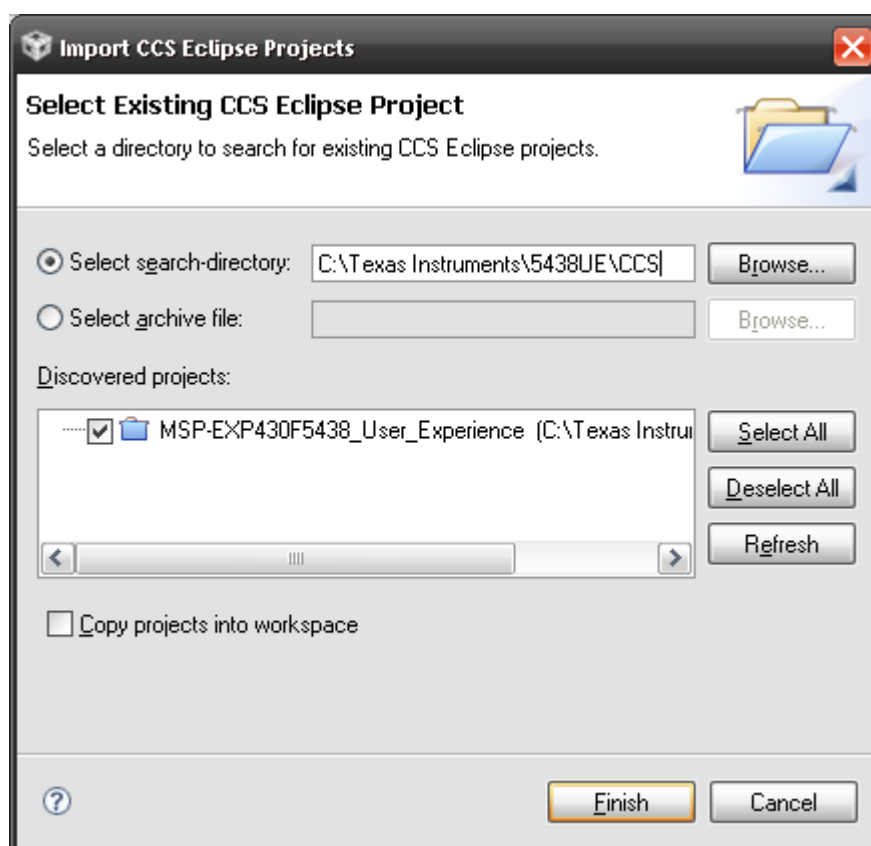 Import CCS Eclipse Projects
Select Existing CCS Eclipse Project
Select a directory to search for existing CCS Eclipse projects.
Select search-directory: C:\Texas Instruments\5438UE\CCS Browse...
Select archive file: Browse...
Discovered projects:
MSP-EXP430F5438_User_Experience (C:\Texas Instrui Select All
Deselect All
Refresh
Copy projects into workspace
? Finish Cancel